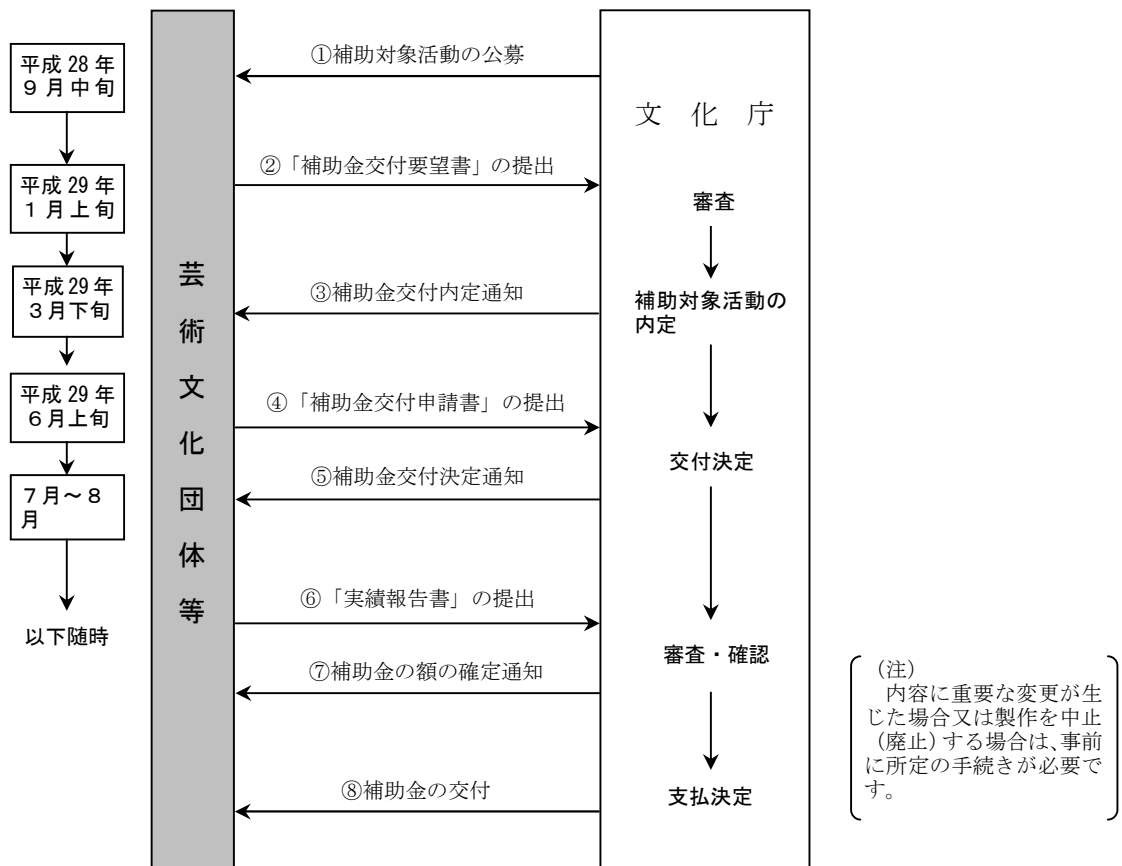 平成 28 年
９月中旬
平成 29 年
１月上旬
平成 29 年
３月下旬
平成 29 年
６月上旬
７月～８
月
以下随時
芸術文化団体等
①補助対象活動の公募
②「補助金交付要望書」の提出
③補助金交付内定通知
④「補助金交付申請書」の提出
⑤補助金交付決定通知
⑥「実績報告書」の提出
⑦補助金の額の確定通知
⑧補助金の交付
文　化　庁
審査
補助対象活動の
内定
交付決定
審査・確認
支払決定
（注）
内容に重要な変更が生
じた場合又は製作を中止
（廃止）する場合は、事前
に所定の手続きが必要で
す。